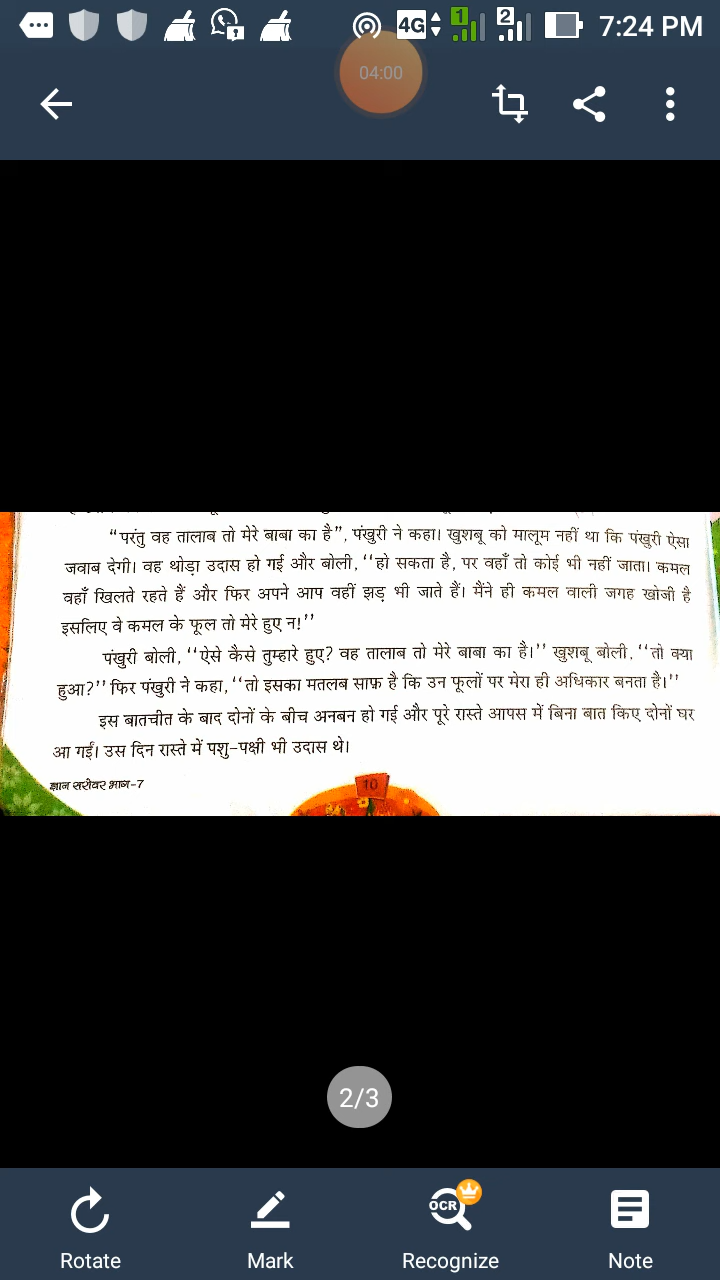 4G 1 2 7:24 PM
04:00
“परंतु वह तालाब तो मेरे बाबा का है”, पंखुरी ने कहा। खुशबू को मालूम नहीं था कि पंखुरी ऐसा
जवाब देगी। वह थोड़ा उदास हो गई और बोली, ‘‘हो सकता है, पर वहाँ तो कोई भी नहीं जाता। कमल
वहाँ खिलते रहते हैं और फिर अपने आप वहीं झड़ भी जाते हैं। मैंने ही कमल वाली जगह खोजी है
इसलिए वे कमल के फूल तो मेरे हुए न!’’
पंखुरी बोली, ‘‘ऐसे कैसे तुम्हारे हुए? वह तालाब तो मेरे बाबा का है।’’ खुशबू बोली, ‘‘तो क्या
हुआ?’’ फिर पंखुरी ने कहा, ‘‘तो इसका मतलब साफ़ है कि उन फूलों पर मेरा ही अधिकार बनता है।’’
इस बातचीत के बाद दोनों के बीच अनबन हो गई और पूरे रास्ते आपस में बिना बात किए दोनों घर
आ गईं। उस दिन रास्ते में पशु-पक्षी भी उदास थे।
ज्ञान सरोवर भाग-7
10
2/3
OCR
Rotate Mark Recognize Note